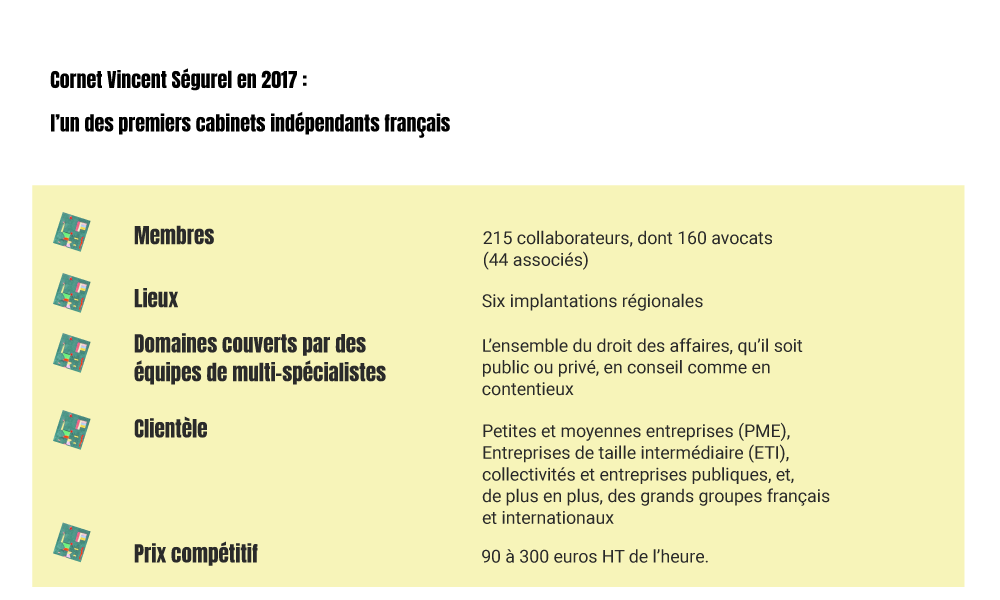 Cornet Vincent Ségurel en 2017 :
l’un des premiers cabinets indépendants français
Membres
215 collaborateurs, dont 160 avocats
(44 associés)
Lieux
Six implantations régionales
Domaines couverts par des
équipes de multi-spécialistes
L’ensemble du droit des affaires, qu’il soit
public ou privé, en conseil comme en
contentieux
Clientèle
Petites et moyennes entreprises (PME),
Entreprises de taille intermédiaire (ETI),
collectivités et entreprises publiques, et,
de plus en plus, des grands groupes français
et internationaux
Prix compétitif
90 à 300 euros HT de l’heure.